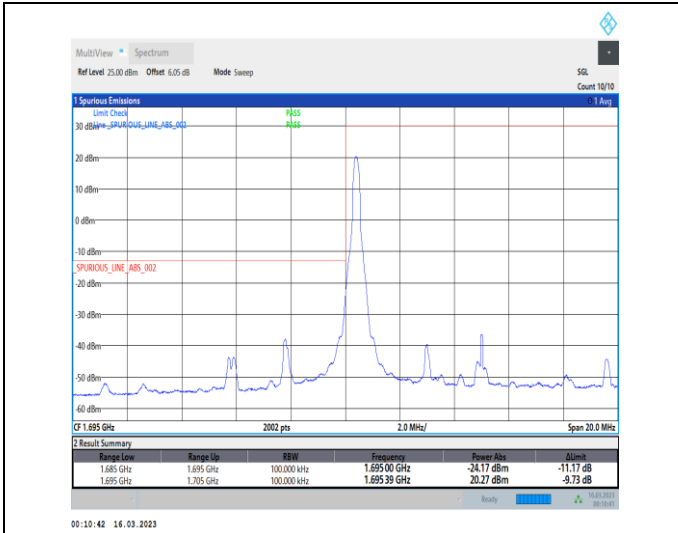 MultiView Spectrum
Ref Level 25.00 dBm Offset 6.05 dB Mode Sweep SGL
Count 10/10
1 Spurious Emissions 1 Avg
Limit Check PASS
Line _SPURIOUS_LINE_ABS_002 PASS
30 dBm
20 dBm
10 dBm
0 dBm
-10 dBm
_SPURIOUS_LINE_ABS_002
-20 dBm
-30 dBm
-40 dBm
-50 dBm
-60 dBm
CF 1.695 GHz 2002 pts 2.0 MHz/ Span 20.0 MHz
2 Result Summary
Range Low Range Up RBW Frequency Power Abs ΔLimit
1.685 GHz 1.695 GHz 100.000 kHz 1.695 00 GHz -24.17 dBm -11.17 dB
1.695 GHz 1.705 GHz 100.000 kHz 1.695 39 GHz 20.27 dBm -9.73 dB
Ready 16.03.2023
00:10:41
00:10:42 16.03.2023